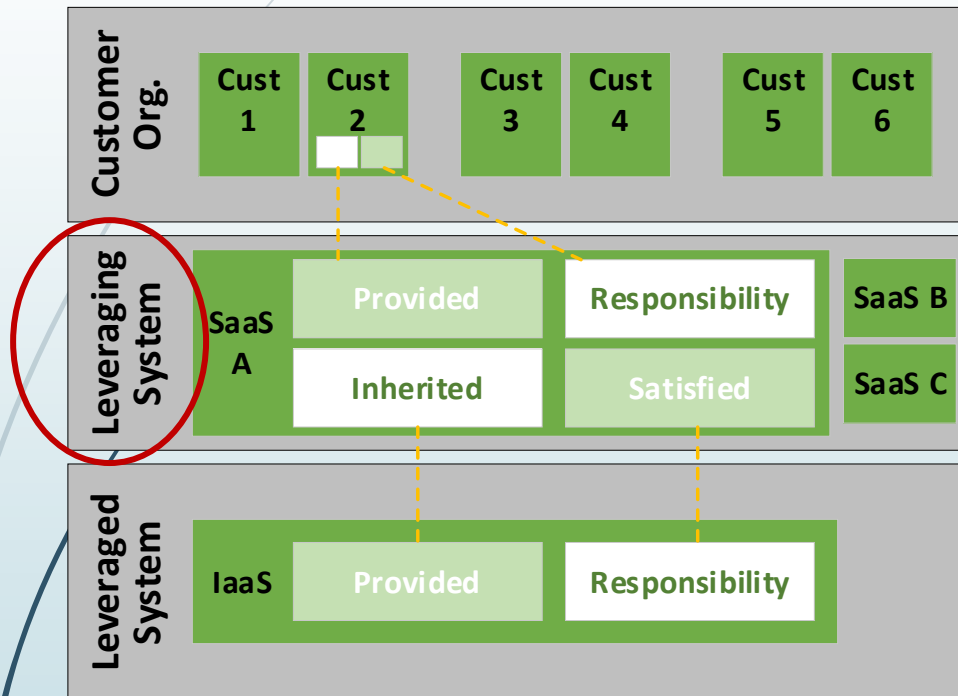 Customer
Org.
Cust
1
Cust
2
Cust
3
Cust
4
Cust
5
Cust
6
Leveraging
System
SaaS
A
Provided
Responsibility
Inherited
Satisfied
SaaS B
SaaS C
Leveraged
System
IaaS
Provided
Responsibility